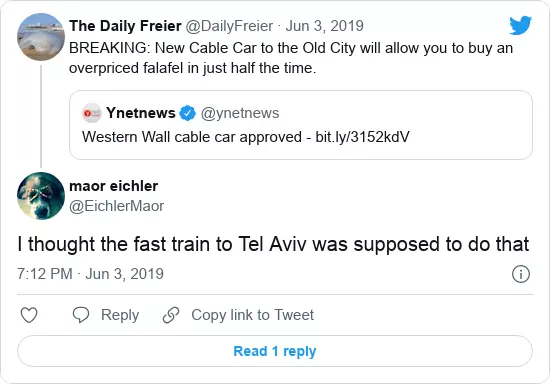 The Daily Freier @DailyFreier · Jun 3, 2019
BREAKING: New Cable Car to the Old City will allow you to buy an
overpriced falafel in just half the time.
Ynetnews @ynetnews
Western Wall cable car approved - bit.ly/3152kdV
maor eichler
@EichlerMaor
I thought the fast train to Tel Aviv was supposed to do that
7:12 PM · Jun 3, 2019
Reply Copy link to Tweet
Read 1 reply